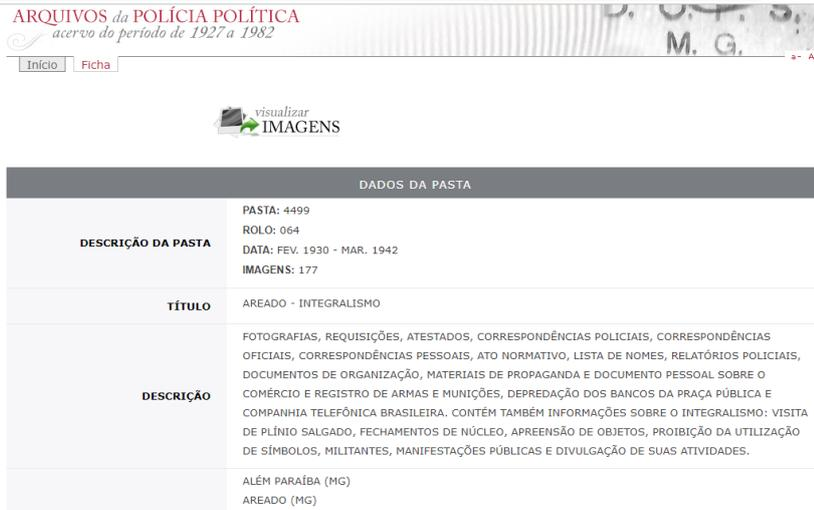 ARQUIVOS da POLÍCIA POLÍTICA
acervo do período de 1927 a 1982
D. O. P. S.
M. G.
Início
Ficha
a- A
visualizar
IMAGENS
DADOS DA PASTA
DESCRIÇÃO DA PASTA
PASTA: 4499
ROLO: 064
DATA: FEV. 1930 - MAR. 1942
IMAGENS: 177
TÍTULO
AREADO - INTEGRALISMO
DESCRIÇÃO
FOTOGRAFIAS, REQUISIÇÕES, ATESTADOS, CORRESPONDÊNCIAS POLICIAIS, CORRESPONDÊNCIAS
OFICIAIS, CORRESPONDÊNCIAS PESSOAIS, ATO NORMATIVO, LISTA DE NOMES, RELATÓRIOS POLICIAIS,
DOCUMENTOS DE ORGANIZAÇÃO, MATERIAIS DE PROPAGANDA E DOCUMENTO PESSOAL SOBRE O
COMÉRCIO E REGISTRO DE ARMAS E MUNIÇÕES, DEPREDAÇÃO DOS BANCOS DA PRAÇA PÚBLICA E
COMPANHIA TELEFÔNICA BRASILEIRA. CONTÉM TAMBÉM INFORMAÇÕES SOBRE O INTEGRALISMO: VISITA
DE PLÍNIO SALGADO, FECHAMENTOS DE NÚCLEO, APREENSÃO DE OBJETOS, PROIBIÇÃO DA UTILIZAÇÃO
DE SÍMBOLOS, MILITANTES, MANIFESTAÇÕES PÚBLICAS E DIVULGAÇÃO DE SUAS ATIVIDADES.
ALÉM PARAÍBA (MG)
AREADO (MG)